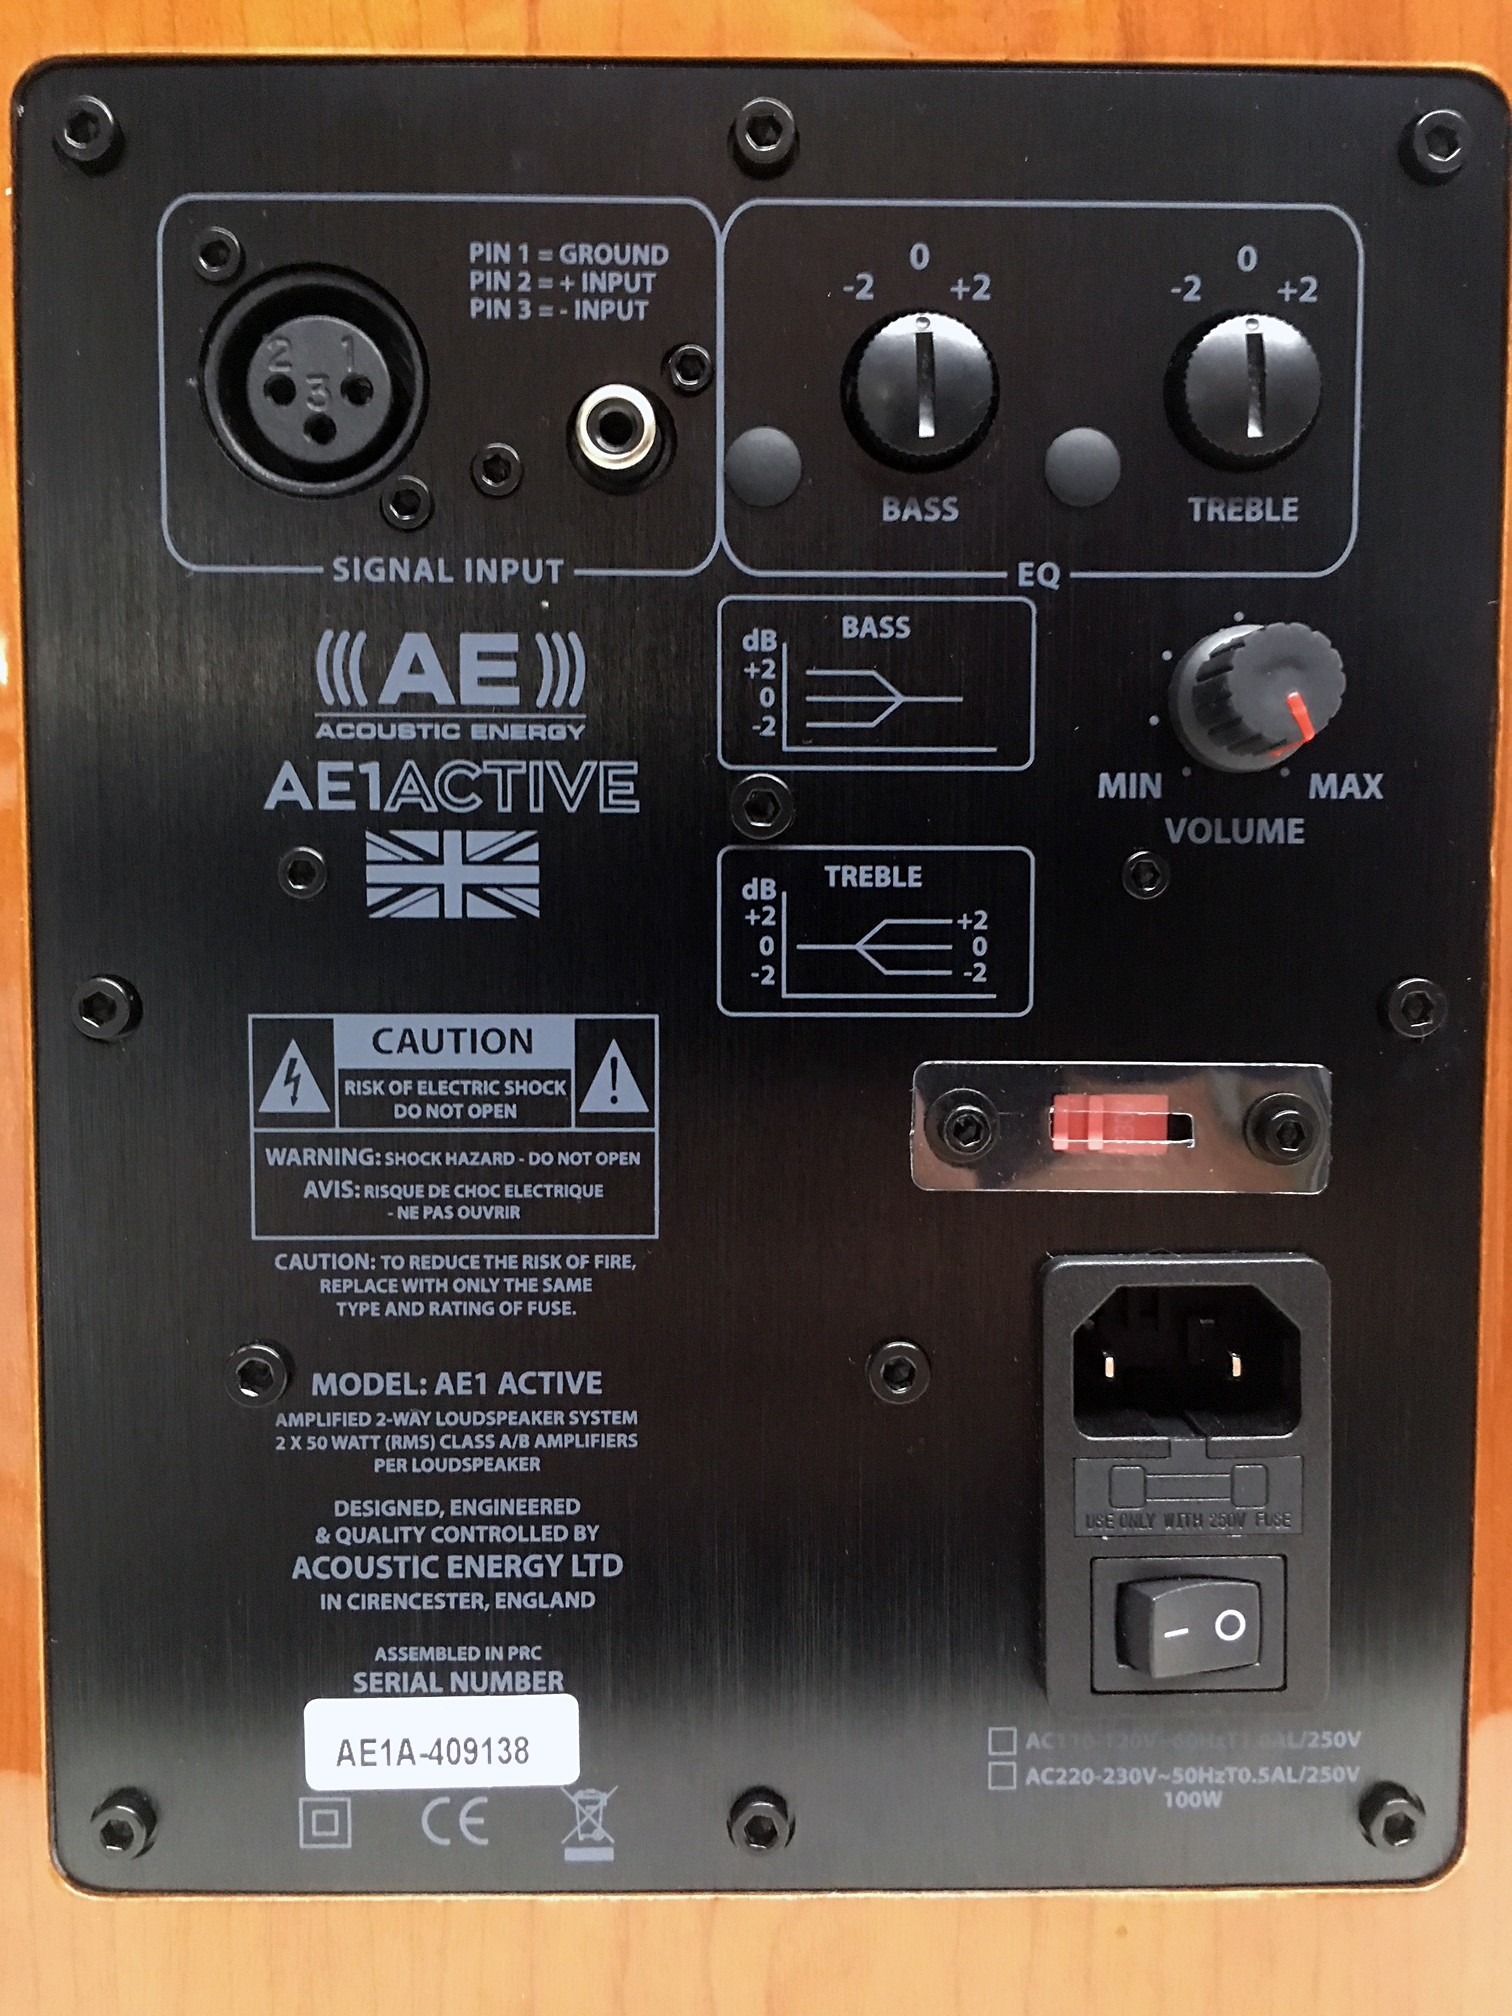 PIN 1 = GROUND
PIN 2 = + INPUT
PIN 3 = - INPUT
2 1
3
SIGNAL INPUT
0
-2 +2
BASS
0
-2 +2
TREBLE
EQ
(((AE)))
ACOUSTIC ENERGY
AE1ACTIVE
BASS
dB
+2
0
-2
MIN MAX
VOLUME
TREBLE
dB
+2 +2
0 0
-2 -2
CAUTION
RISK OF ELECTRIC SHOCK
DO NOT OPEN
WARNING: SHOCK HAZARD - DO NOT OPEN
AVIS: RISQUE DE CHOC ELECTRIQUE
- NE PAS OUVRIR
CAUTION: TO REDUCE THE RISK OF FIRE,
REPLACE WITH ONLY THE SAME
TYPE AND RATING OF FUSE.
MODEL: AE1 ACTIVE
AMPLIFIED 2-WAY LOUDSPEAKER SYSTEM
2 X 50 WATT (RMS) CLASS A/B AMPLIFIERS
PER LOUDSPEAKER
DESIGNED, ENGINEERED
& QUALITY CONTROLLED BY
ACOUSTIC ENERGY LTD
IN CIRENCESTER, ENGLAND
ASSEMBLED IN PRC
SERIAL NUMBER
AE1A-409138
CE
USE ONLY WITH 250V FUSE
AC110-120V~60HzT1.0AL/250V
AC220-230V~50HzT0.5AL/250V
100W